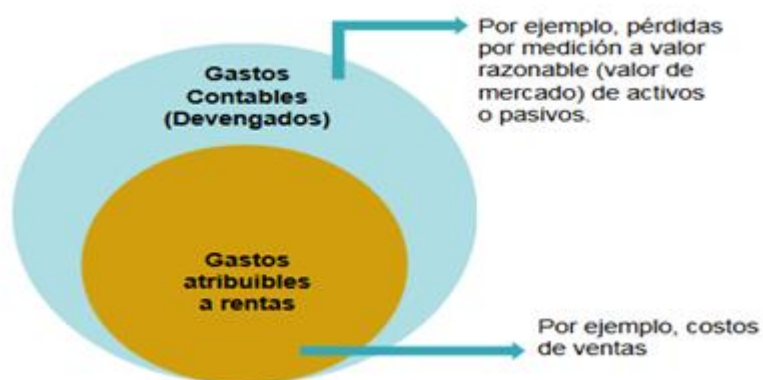 Por ejemplo, pérdidas
por medición a valor
razonable (valor de
mercado) de activos
o pasivos.
Gastos
Contables
(Devengados)
Gastos
atribuibles
a rentas
Por ejemplo, costos
de ventas